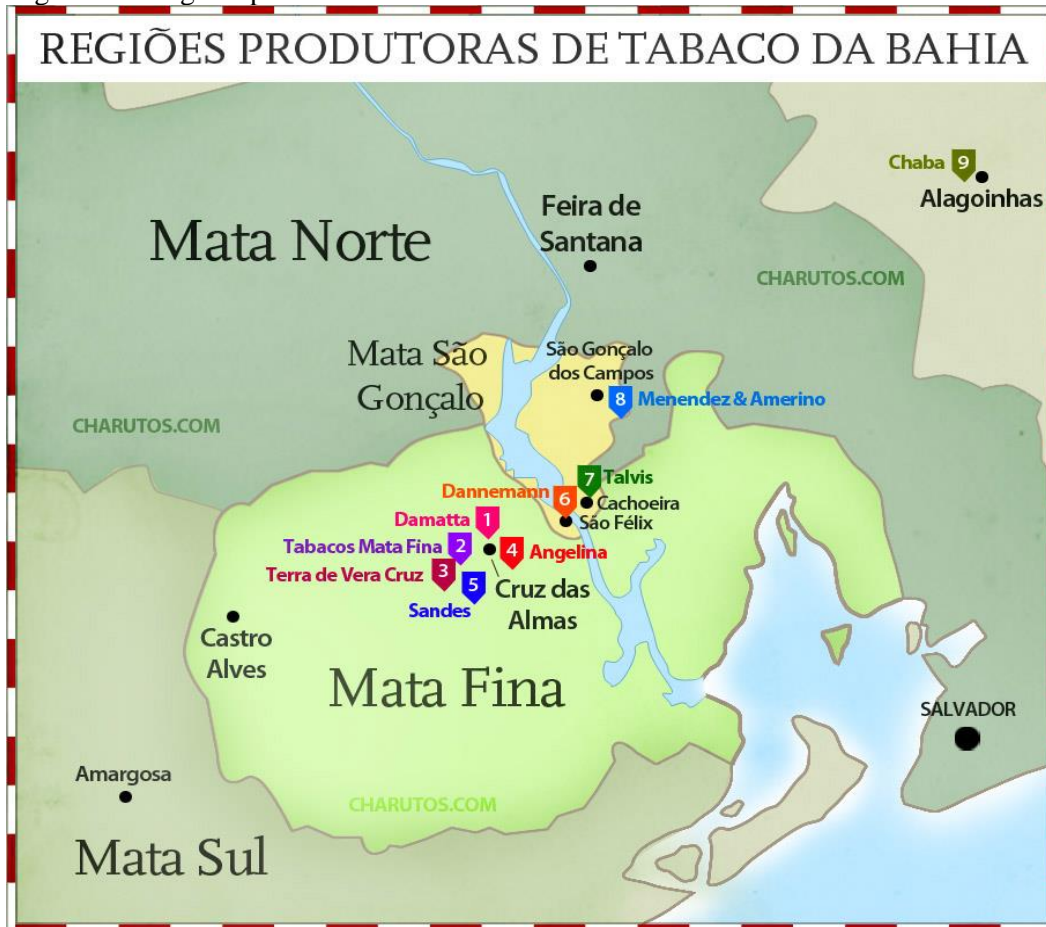 REGIÕES PRODUTORAS DE TABACO DA BAHIA
Chaba 9
Alagoinhas
Feira de
Santana
Mata Norte
CHARUTOS.COM
Mata São
Gonçalo
São Gonçalo
dos Campos
8 Menendez & Amerino
CHARUTOS.COM
7 Talvis
Dannemann 6
Cachoeira
São Félix
Damatta 1
Tabacos Mata Fina 2
4 Angelina
Terra de Vera Cruz 3
5
Sandes
Cruz das
Almas
Castro
Alves
Mata Fina
SALVADOR
Amargosa
CHARUTOS.COM
Mata Sul